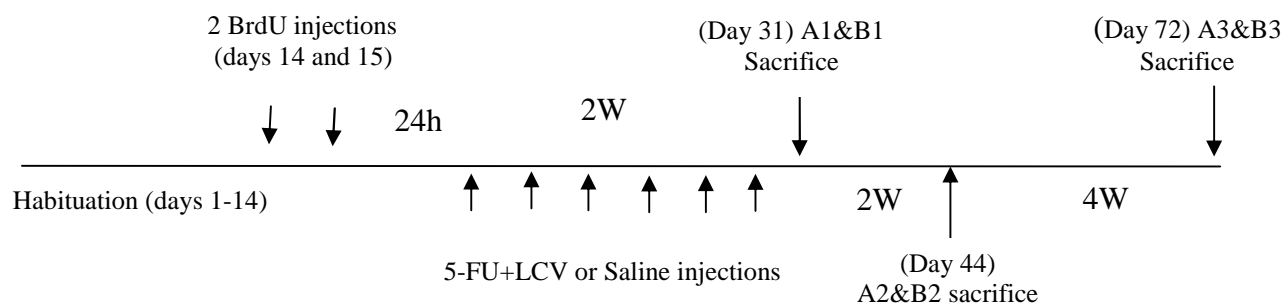 2 BrdU injections
(days 14 and 15)
(Day 31) A1&B1
Sacrifice
(Day 72) A3&B3
Sacrifice
24h
2W
Habituation (days 1-14)
2W
4W
5-FU+LCV or Saline injections
(Day 44)
A2&B2 sacrifice